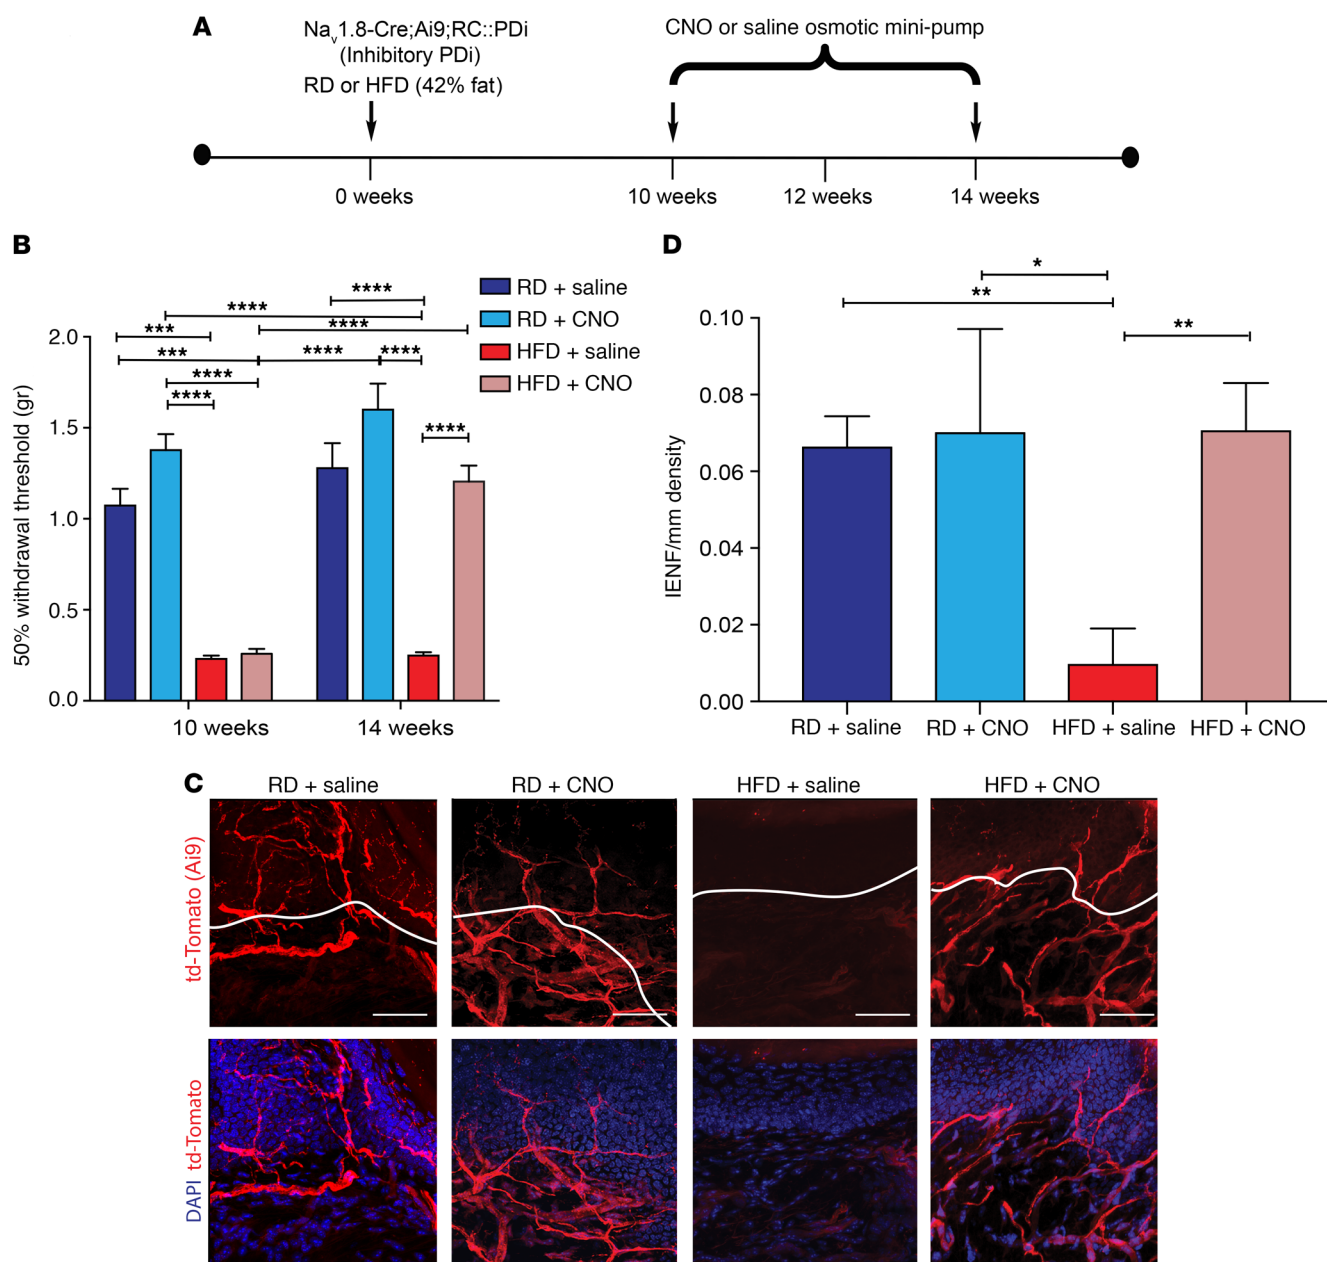 A
Nav1.8-Cre;Ai9;RC::PDi
(Inhibitory PDi)
RD or HFD (42% fat)
CNO or saline osmotic mini-pump
0 weeks
10 weeks
12 weeks
14 weeks
B
RD + saline
RD + CNO
HFD + saline
HFD + CNO
50% withdrawal threshold (gr)
2.0
1.5
1.0
0.5
0.0
****
****
***
****
***
****
****
****
****
****
10 weeks
14 weeks
D
*
**
**
IENF/mm density
0.10
0.08
0.06
0.04
0.02
0.00
RD + saline
RD + CNO
HFD + saline
HFD + CNO
C
RD + saline
RD + CNO
HFD + saline
HFD + CNO
td-Tomato (Ai9)
DAPI td-Tomato